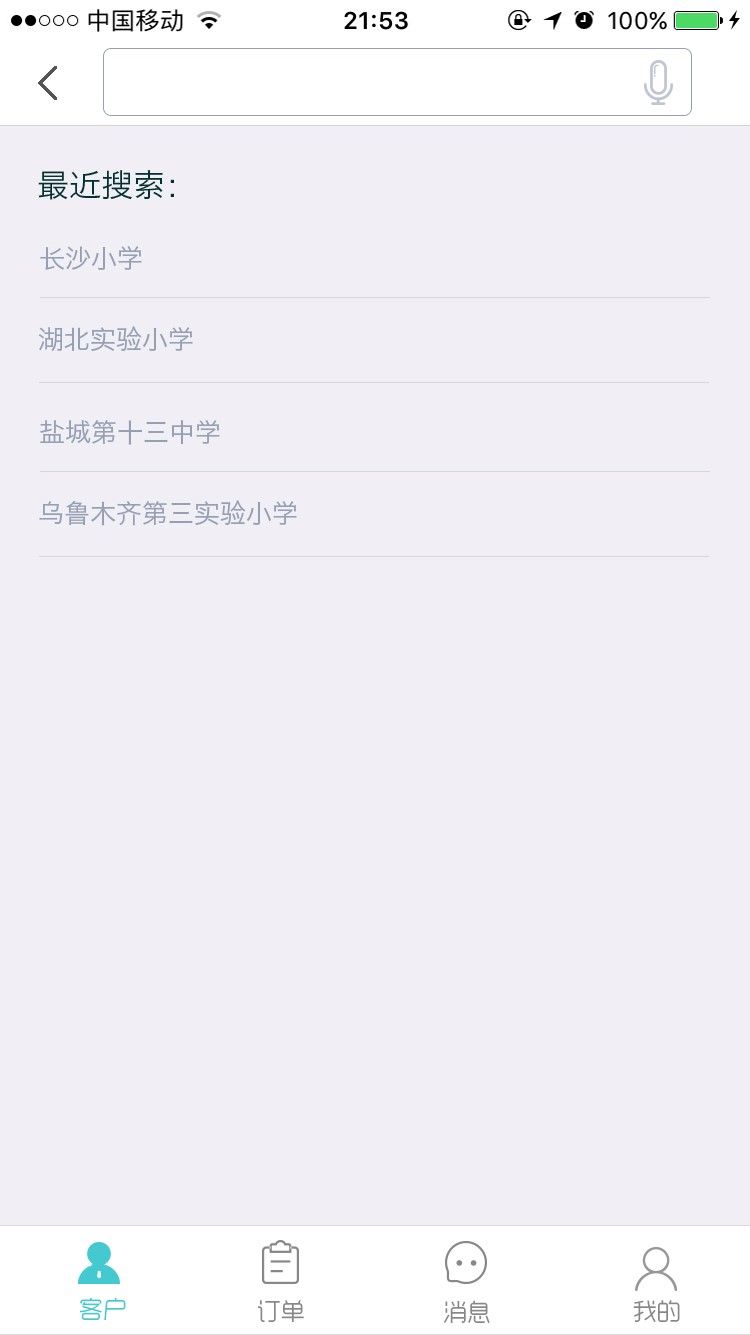 中国移动 21:53 100%
最近搜索：
长沙小学
湖北实验小学
盐城第十三中学
乌鲁木齐第三实验小学
客户 订单 消息 我的